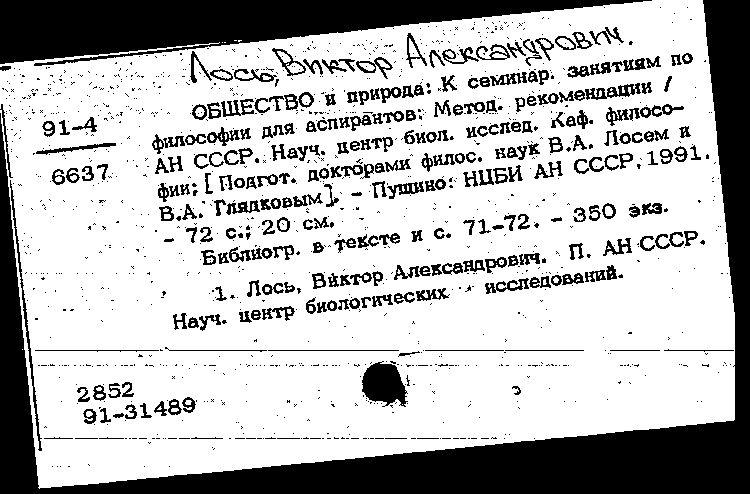 Лось, Виктор Александрович.
91-4
6637
ОБЩЕСТВО и природа: К семинар. занятиям по
философии для аспирантов: Метод. рекомендации /
АН СССР. Науч. центр биол. исслед. Каф. филосо-
фии; [Подгот. докторами филос. наук В.А. Лосем и
В.А. Глядковым]. - Пущино: НЦБИ АН СССР, 1991.
- 72 с.; 20 см.
Библиогр. в тексте и с. 71-72. - 350 экз.
1. Лось, Виктор Александрович. П. АН СССР.
Науч. центр биологических исследований.
2852
91-31489